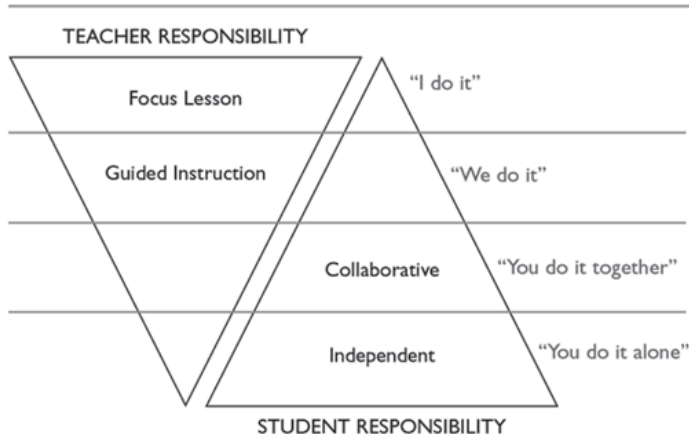 TEACHER RESPONSIBILITY
Focus Lesson
“I do it”
Guided Instruction
“We do it”
Collaborative
“You do it together”
Independent
“You do it alone”
STUDENT RESPONSIBILITY